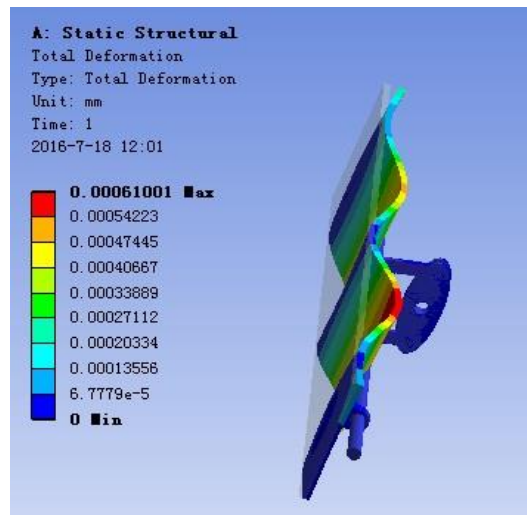 A: Static Structural
Total Deformation
Type: Total Deformation
Unit: mm
Time: 1
2016-7-18 12:01
0.00061001 Max
0.00054223
0.00047445
0.00040667
0.00033889
0.00027112
0.00020334
0.00013556
6.7779e-5
0 Min